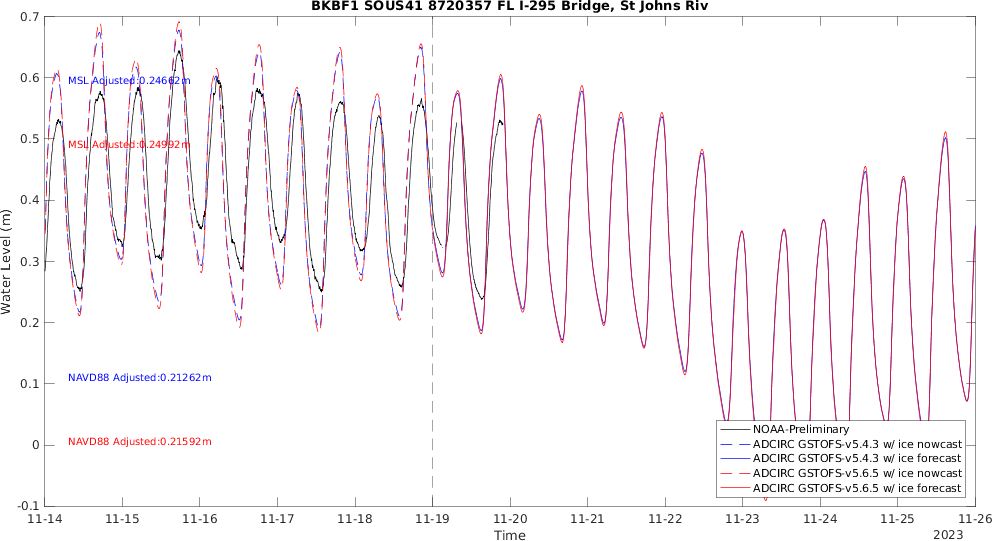 BKBF1 SOUS41 8720357 FL I-295 Bridge, St Johns Riv
0.7
0.6
0.5
0.4
0.3
0.2
0.1
0
-0.1
Water Level (m)
MSL Adjusted:0.24662m
MSL Adjusted:0.24992m
NAVD88 Adjusted:0.21262m
NAVD88 Adjusted:0.21592m
NOAA-Preliminary
ADCIRC GSTOFS-v5.4.3 w/ ice nowcast
ADCIRC GSTOFS-v5.4.3 w/ ice forecast
ADCIRC GSTOFS-v5.6.5 w/ ice nowcast
ADCIRC GSTOFS-v5.6.5 w/ ice forecast
11-14 11-15 11-16 11-17 11-18 11-19 11-20 11-21 11-22 11-23 11-24 11-25 11-26
Time
2023